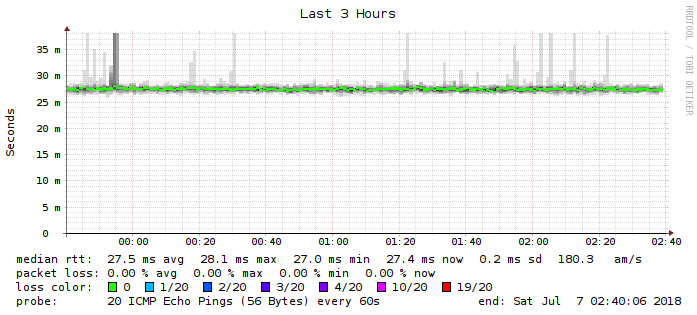 Last 3 Hours
RRDTOOL / TOBI OETIKER
Seconds
35 m
30 m
25 m
20 m
15 m
10 m
5 m
0
00:00 00:20 00:40 01:00 01:20 01:40 02:00 02:20 02:40
median rtt: 27.5 ms avg 28.1 ms max 27.0 ms min 27.4 ms now 0.2 ms sd 180.3 am/s
packet loss: 0.00 % avg 0.00 % max 0.00 % min 0.00 % now
loss color: 0 1/20 2/20 3/20 4/20 10/20 19/20
probe: 20 ICMP Echo Pings (56 Bytes) every 60s end: Sat Jul 7 02:40:06 2018